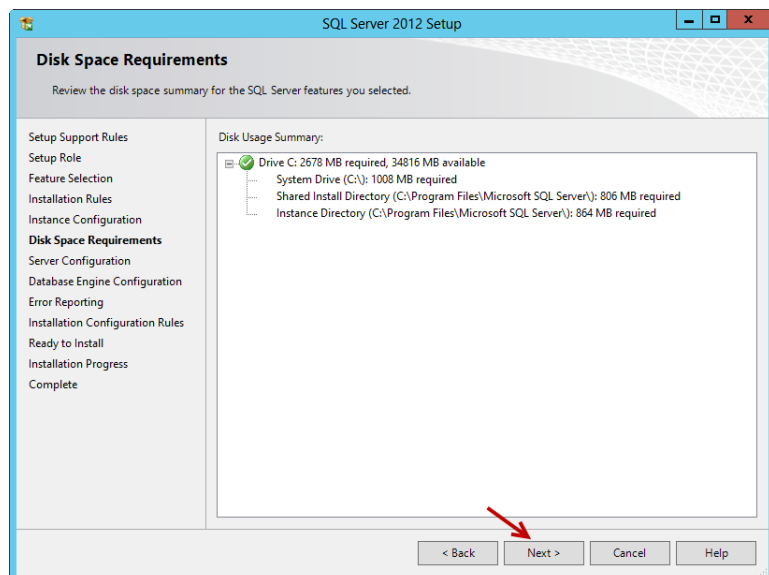 SQL Server 2012 Setup
Disk Space Requirements
Review the disk space summary for the SQL Server features you selected.
Setup Support Rules
Setup Role
Feature Selection
Installation Rules
Instance Configuration
Disk Space Requirements
Server Configuration
Database Engine Configuration
Error Reporting
Installation Configuration Rules
Ready to Install
Installation Progress
Complete
Disk Usage Summary:
Drive C: 2678 MB required, 34816 MB available
System Drive (C:\): 1008 MB required
Shared Install Directory (C:\Program Files\Microsoft SQL Server\): 806 MB required
Instance Directory (C:\Program Files\Microsoft SQL Server\): 864 MB required
< Back
Next >
Cancel
Help